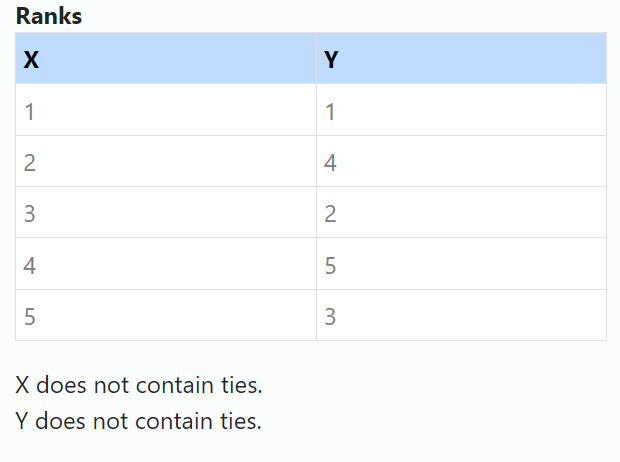 Ranks
X Y
1 1
2 4
3 2
4 5
5 3
X does not contain ties.
Y does not contain ties.